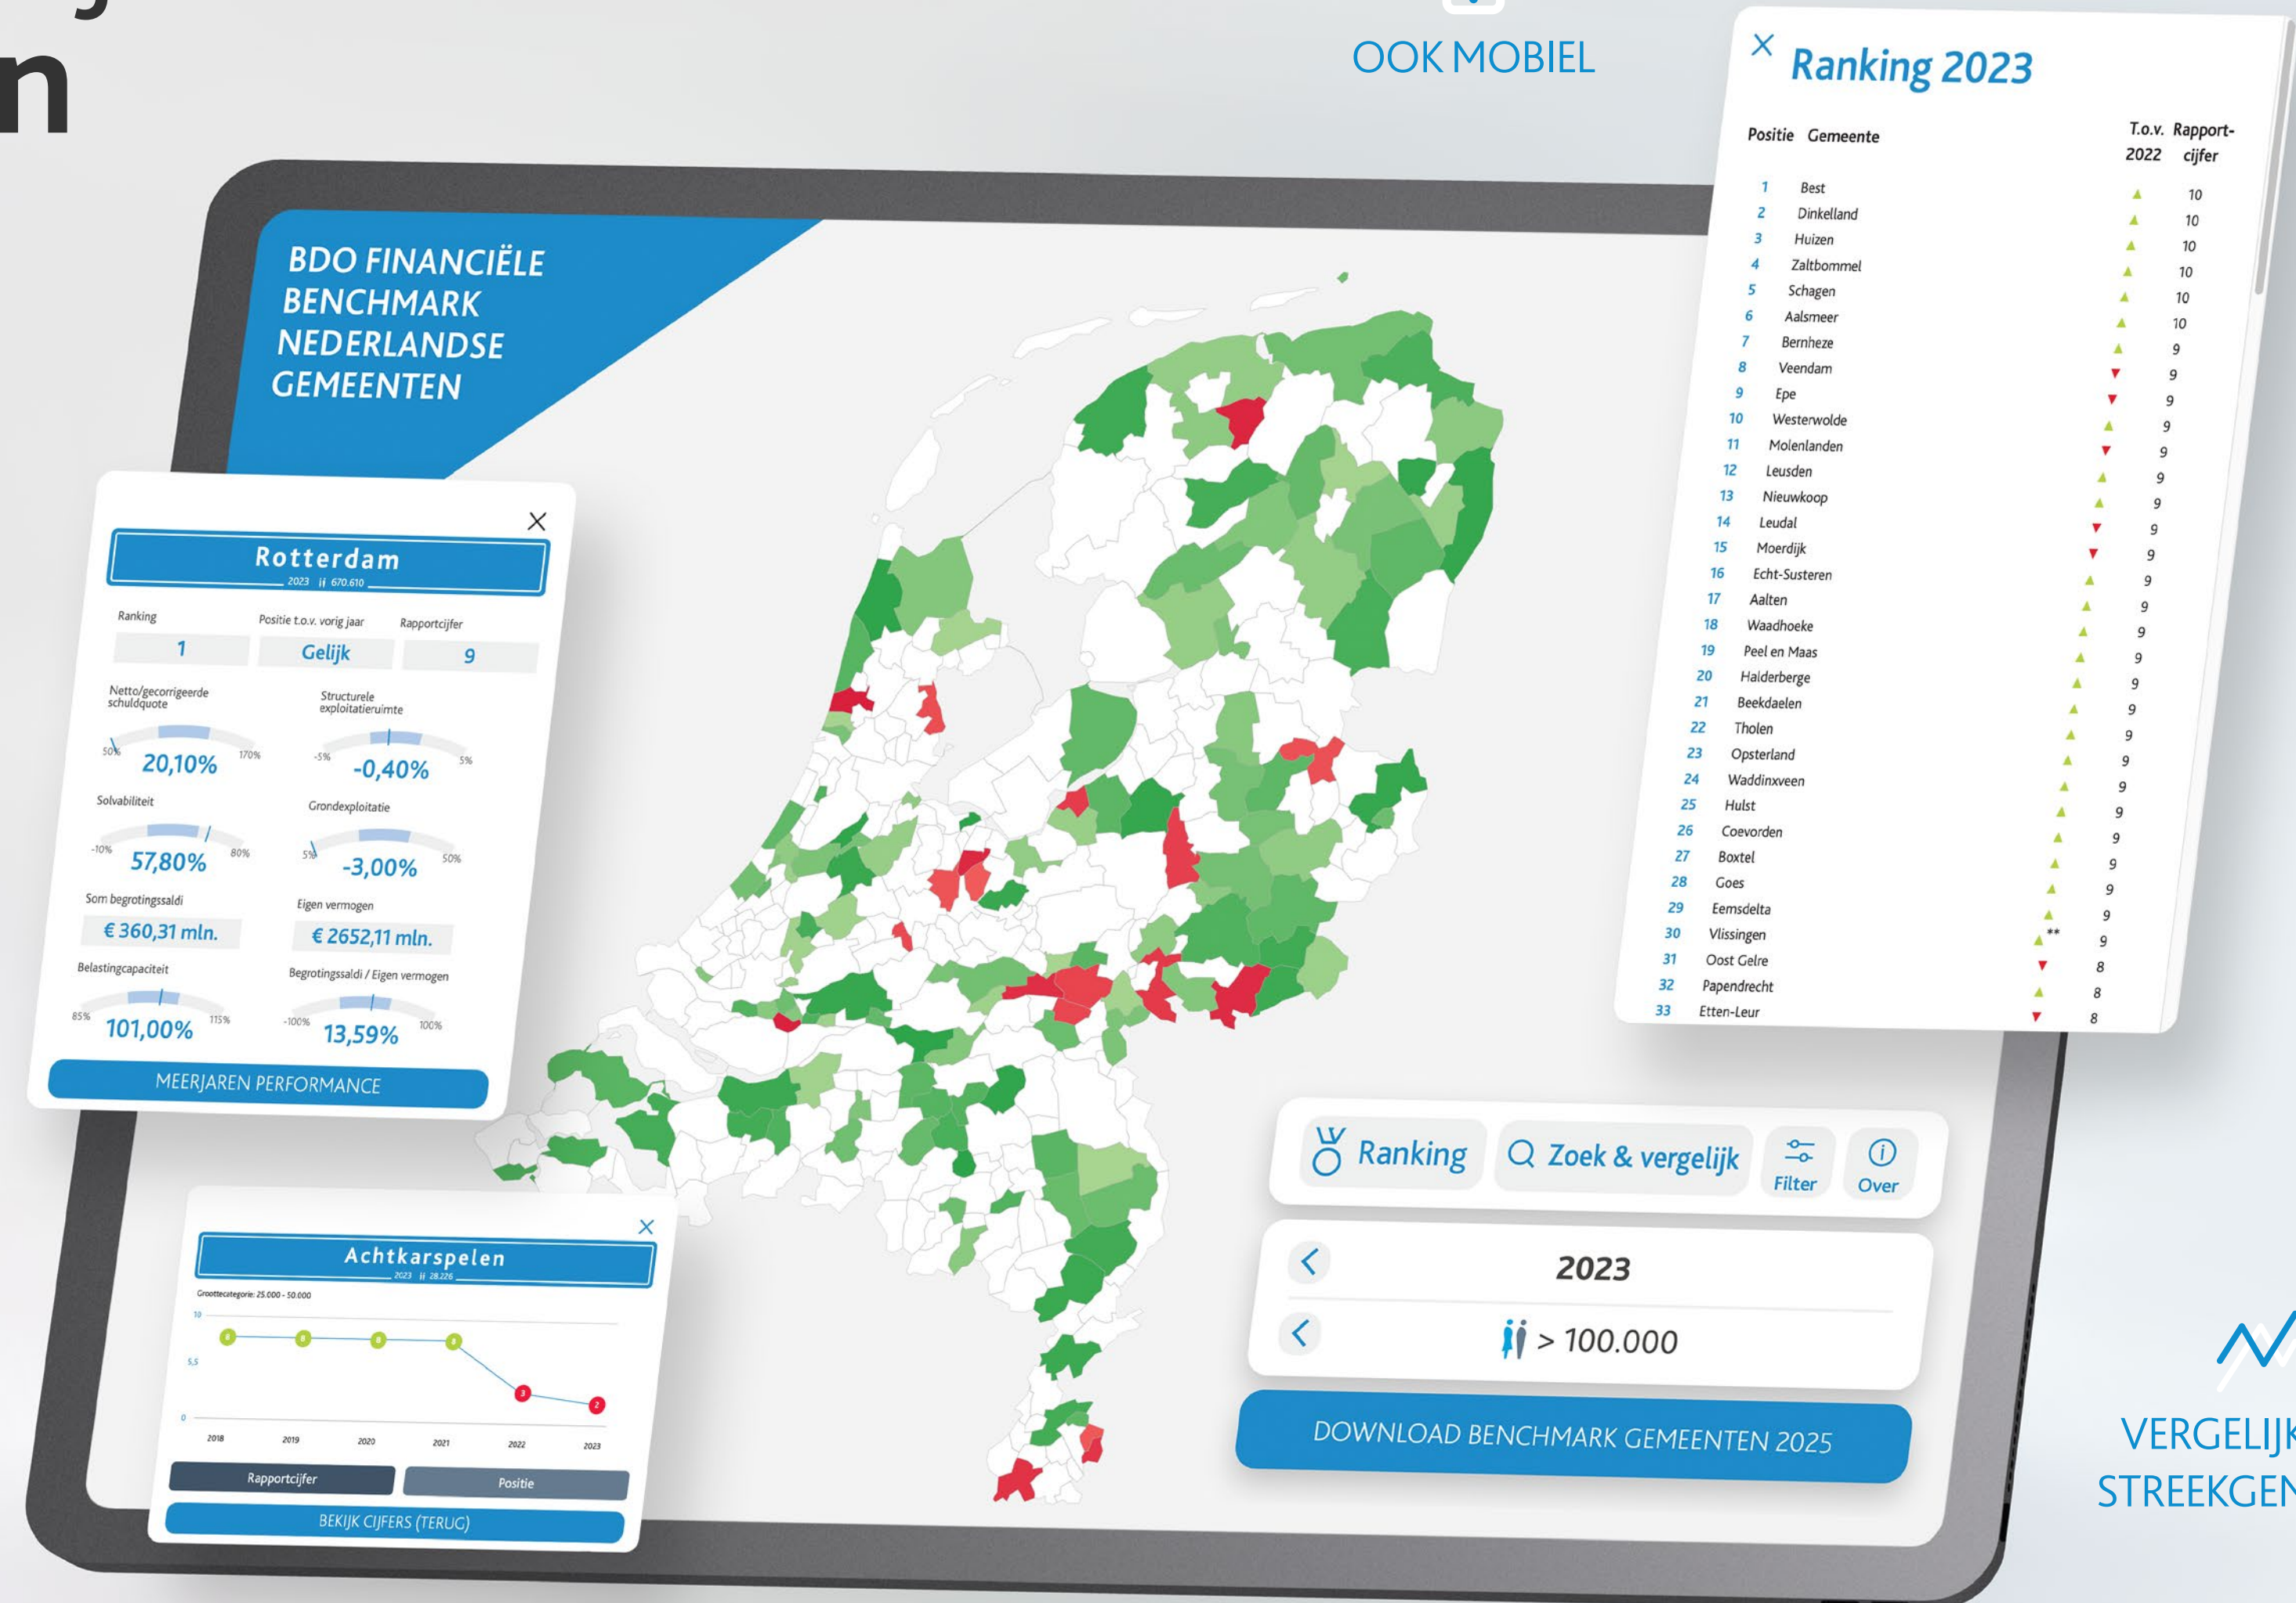 n
OOK MOBIEL
BDO FINANCIËLE
BENCHMARK
NEDERLANDSE
GEMEENTEN
Rotterdam
2023 670.610
Ranking Positie t.o.v. vorig jaar Rapportcijfer
1 Gelijk 9
Netto/gecorrigeerde
schuldquote
Structurele
exploitatieruimte
50% 20,10% 170%
-5% -0,40% 5%
Solvabiliteit
Grondexploitatie
-10% 57,80% 80%
5% -3,00% 50%
Som begrotingssaldi
Eigen vermogen
€ 360,31 mln.
€ 2652,11 mln.
Belastingcapaciteit
Begrotingssaldi / Eigen vermogen
85% 101,00% 115%
-100% 13,59% 100%
MEERJAREN PERFORMANCE
Achtkarspelen
2023 28.226
Groottecategorie: 25.000 - 50.000
10
5,5
0
8 8 8 8 3 2
2018 2019 2020 2021 2022 2023
Rapportcijfer Positie
BEKIJK CIJFERS (TERUG)
Ranking 2023
Positie Gemeente T.o.v. 2022 Rapport-cijfer
1 Best 10
2 Dinkelland 10
3 Huizen 10
4 Zaltbommel 10
5 Schagen 10
6 Aalsmeer 10
7 Bernheze 9
8 Veendam 9
9 Epe 9
10 Westerwolde 9
11 Molenlanden 9
12 Leusden 9
13 Nieuwkoop 9
14 Leudal 9
15 Moerdijk 9
16 Echt-Susteren 9
17 Aalten 9
18 Waadhoeke 9
19 Peel en Maas 9
20 Halderberge 9
21 Beekdaelen 9
22 Tholen 9
23 Opsterland 9
24 Waddinxveen 9
25 Hulst 9
26 Coevorden 9
27 Boxtel 9
28 Goes 9
29 Eemsdelta 9
30 Vlissingen ** 9
31 Oost Gelre 8
32 Papendrecht 8
33 Etten-Leur 8
Ranking Zoek & vergelijk Filter Over
2023
> 100.000
DOWNLOAD BENCHMARK GEMEENTEN 2025
VERGELIJK
STREEKGEN